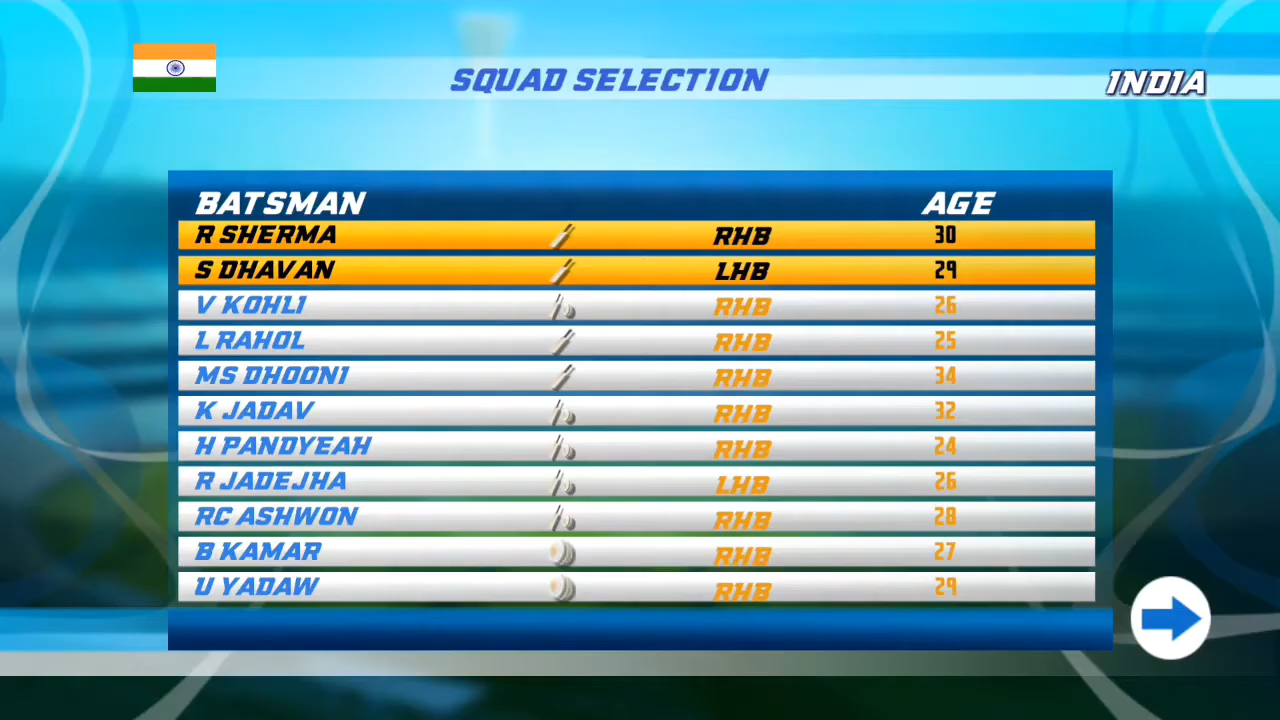 SQUAD SELECTION
INDIA
BATSMAN AGE
R SHERMA RHB 30
S DHAVAN LHB 29
V KOHLI RHB 26
L RAHOL RHB 25
MS DHOONI RHB 34
K JADAV RHB 32
H PANDYEAH RHB 24
R JADEJHA LHB 26
RC ASHWON RHB 28
B KAMAR RHB 27
U YADAW RHB 29